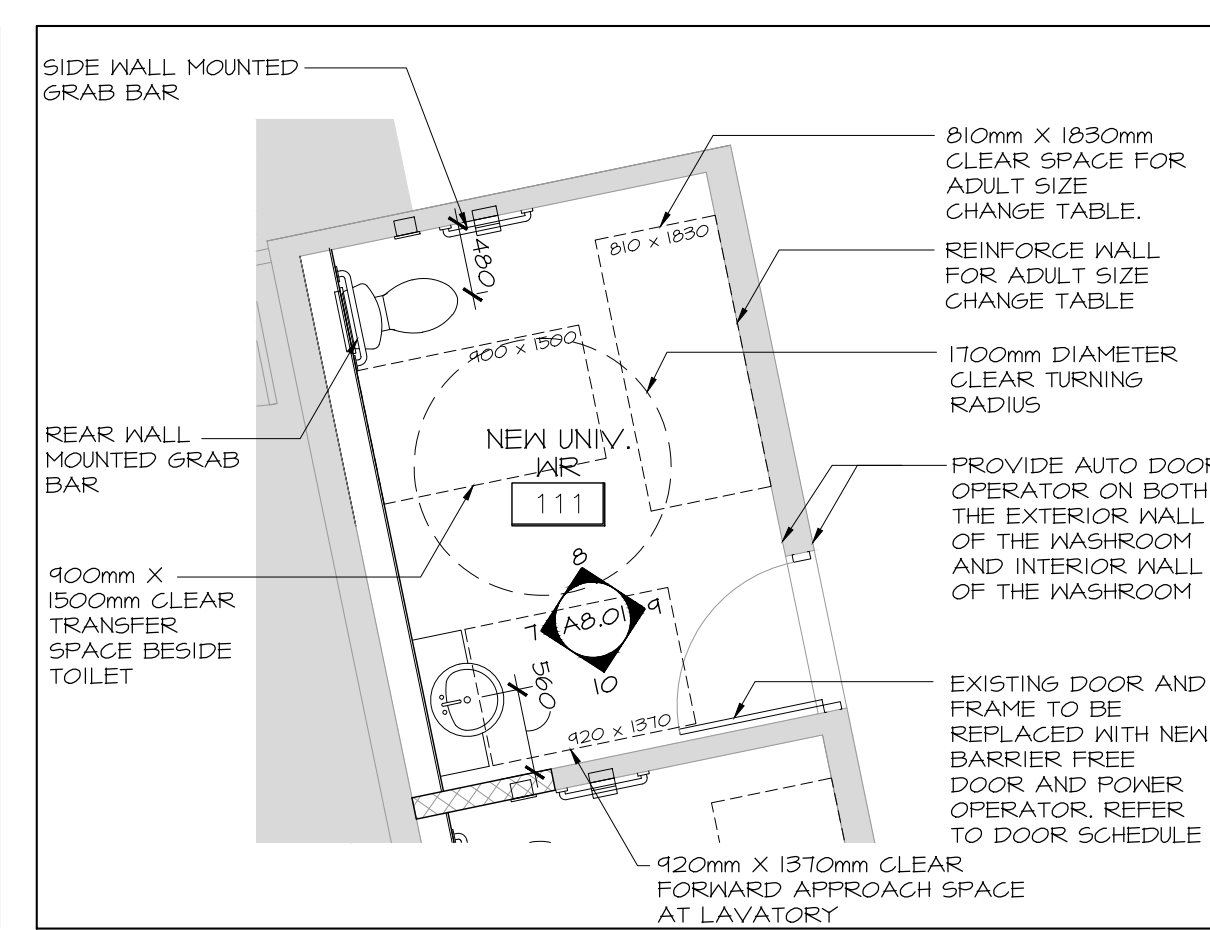 SIDE WALL MOUNTED
GRAB BAR
810mm X 1830mm
CLEAR SPACE FOR
ADULT SIZE
CHANGE TABLE.
810 x 1830
480
REINFORCE WALL
FOR ADULT SIZE
CHANGE TABLE
900 x 1500
1700mm DIAMETER
CLEAR TURNING
RADIUS
REAR WALL
MOUNTED GRAB
BAR
NEW UNIV.
WR
111
PROVIDE AUTO DOOR
OPERATOR ON BOTH
THE EXTERIOR WALL
OF THE WASHROOM
AND INTERIOR WALL
OF THE WASHROOM
900mm X
1500mm CLEAR
TRANSFER
SPACE BESIDE
TOILET
8
7
A8.01
9
10
560
920 x 1370
EXISTING DOOR AND
FRAME TO BE
REPLACED WITH NEW
BARRIER FREE
DOOR AND POWER
OPERATOR. REFER
TO DOOR SCHEDULE
920mm X 1370mm CLEAR
FORWARD APPROACH SPACE
AT LAVATORY